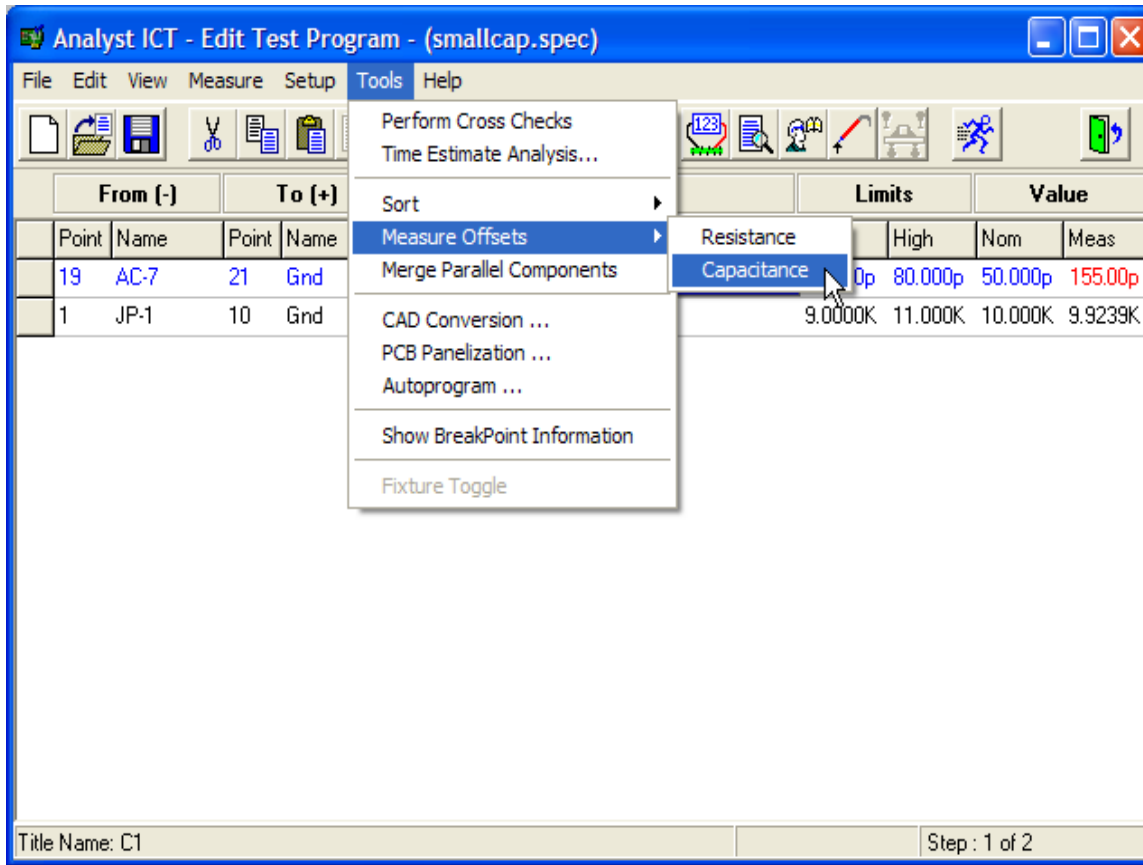 Analyst ICT - Edit Test Program - (smallcap.spec)
File Edit View Measure Setup Tools Help
123
From (-) To (+) Limits Value
Point Name Point Name High Nom Meas
19 AC-7 21 Gnd 0p 80.000p 50.000p 155.00p
1 JP-1 10 Gnd 9.0000K 11.000K 10.000K 9.9239K
Perform Cross Checks
Time Estimate Analysis...
Sort
Measure Offsets
Merge Parallel Components
CAD Conversion ...
PCB Panelization ...
Autoprogram ...
Show BreakPoint Information
Fixture Toggle
Resistance
Capacitance
Title Name: C1 Step : 1 of 2